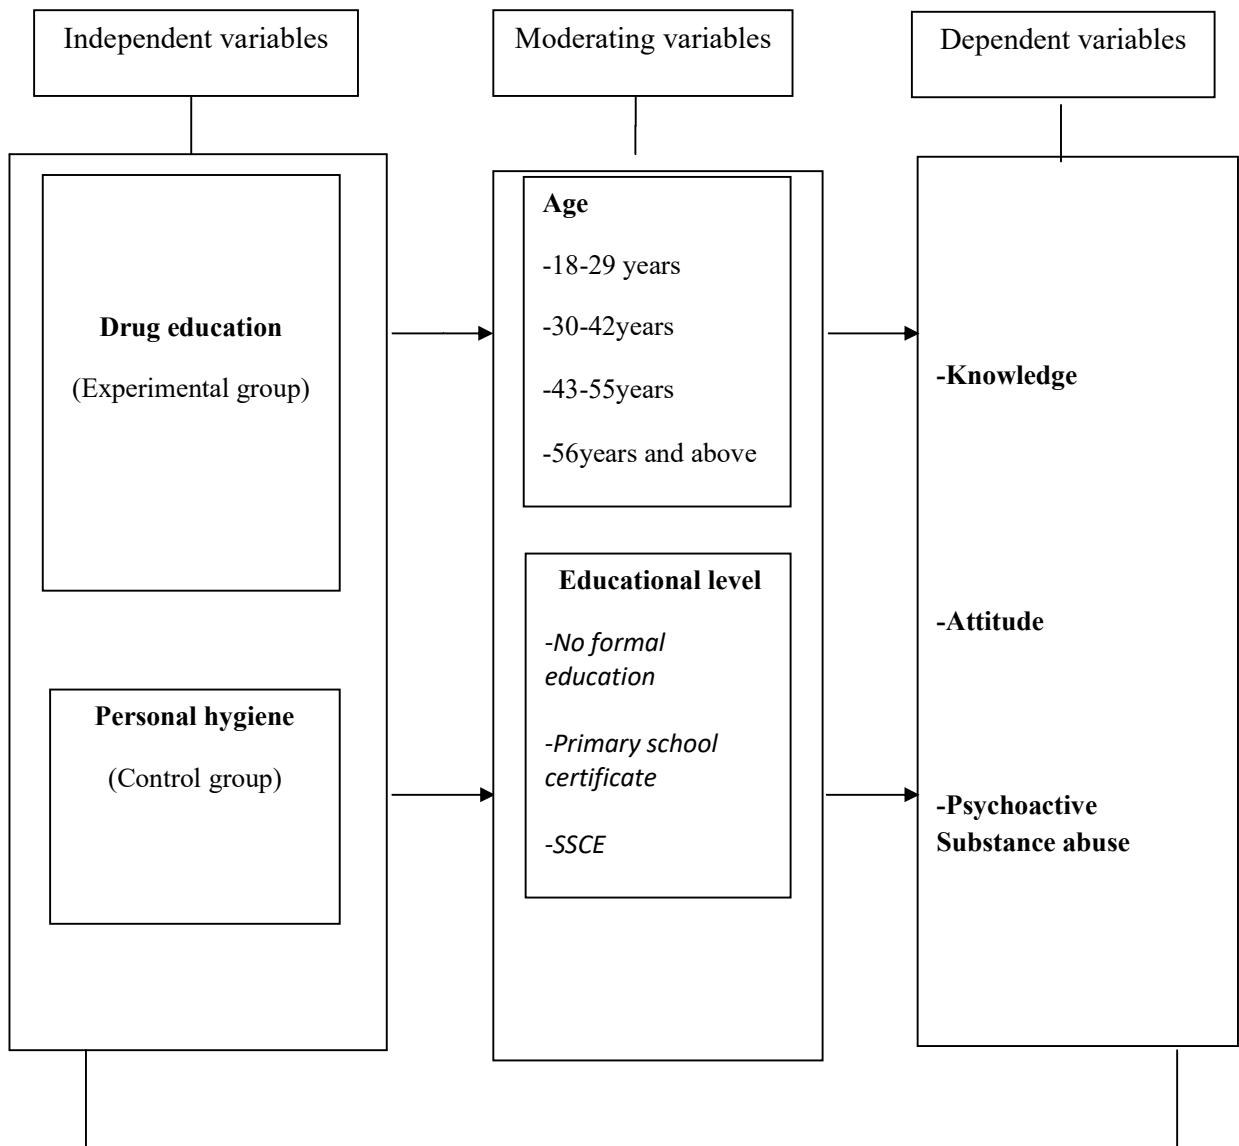 Independent variables
Moderating variables
Dependent variables
Drug education
(Experimental group)
Personal hygiene
(Control group)
Age
-18-29 years
-30-42years
-43-55years
-56years and above
Educational level
-No formal
education
-Primary school
certificate
-SSCE
-Knowledge
-Attitude
-Psychoactive
Substance abuse